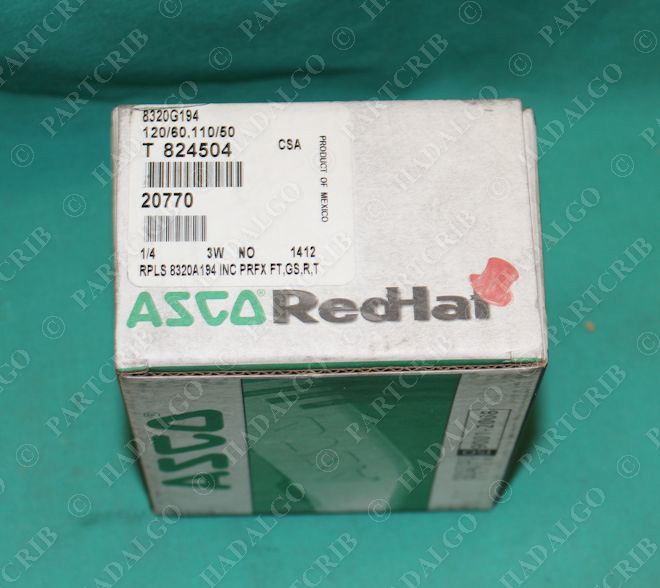 8320G194
120/60,110/50
T 824504
CSA
PRODUCT OF MEXICO
20770
1/4 3W NO 1412
RPLS 8320A194 INC PRFX FT,GS,R,T
ASCO® RedHat
ASCO®
© PARTCRIB
© HADALGO